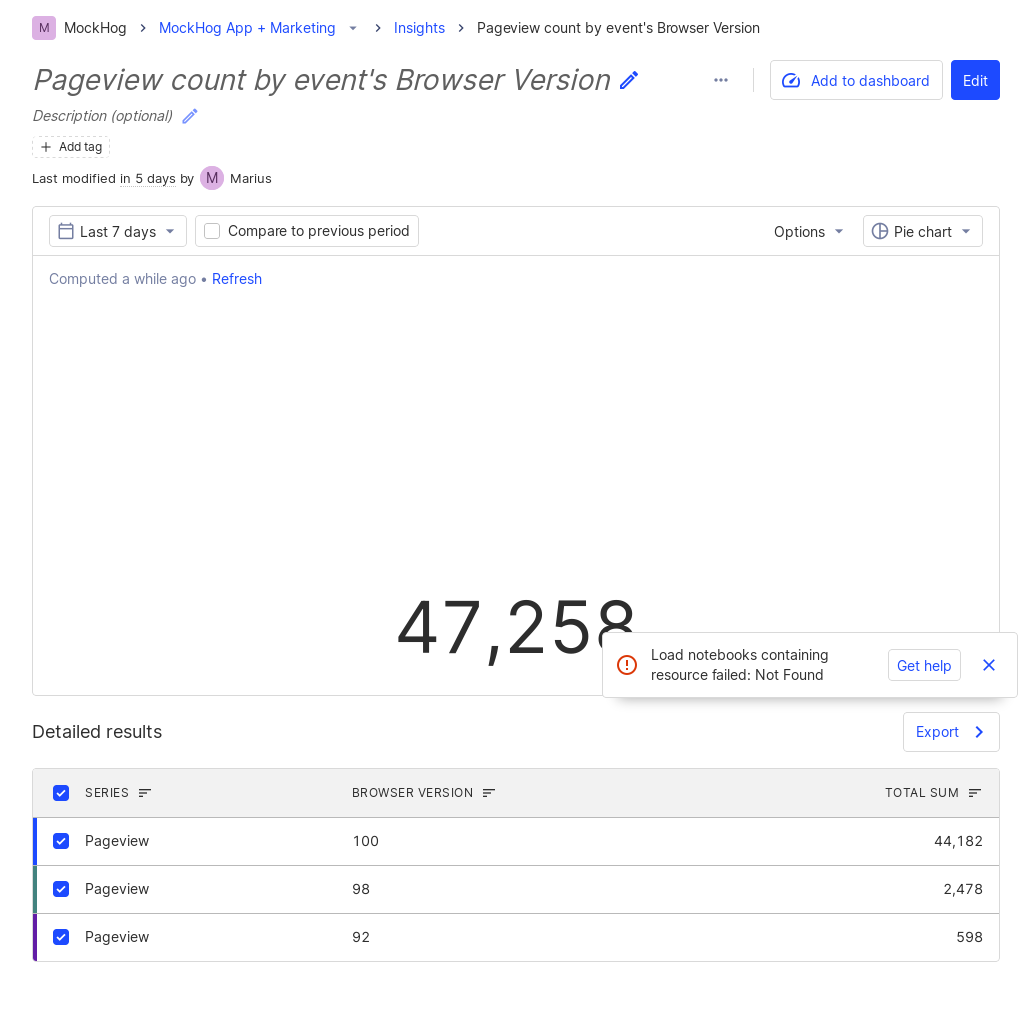 M MockHog MockHog App + Marketing Insights Pageview count by event's Browser Version
Pageview count by event's Browser Version
Add to dashboard
Edit
Description (optional)
Add tag
Last modified in 5 days by M Marius
Last 7 days
Compare to previous period
Options
Pie chart
Computed a while ago • Refresh
47,258
Load notebooks containing
resource failed: Not Found
Get help
Detailed results
Export
SERIES BROWSER VERSION TOTAL SUM
Pageview 100 44,182
Pageview 98 2,478
Pageview 92 598